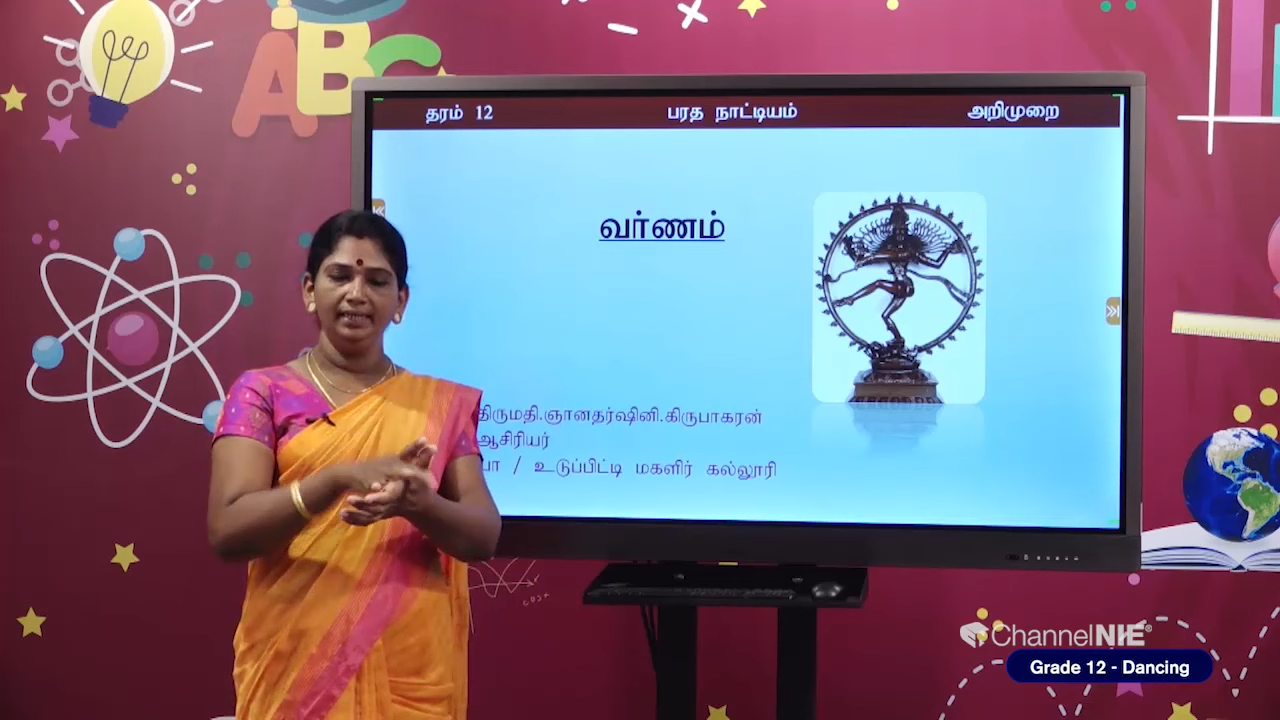 ABC
தரம் 12 பரத நாட்டியம் அறிமுறை
வர்ணம்
திருமதி.ஞானதர்ஷினி.கிருபாகரன்
ஆசிரியர்
யா / உடுப்பிட்டி மகளிர் கல்லூரி
ChannelNIE®
Grade 12 - Dancing